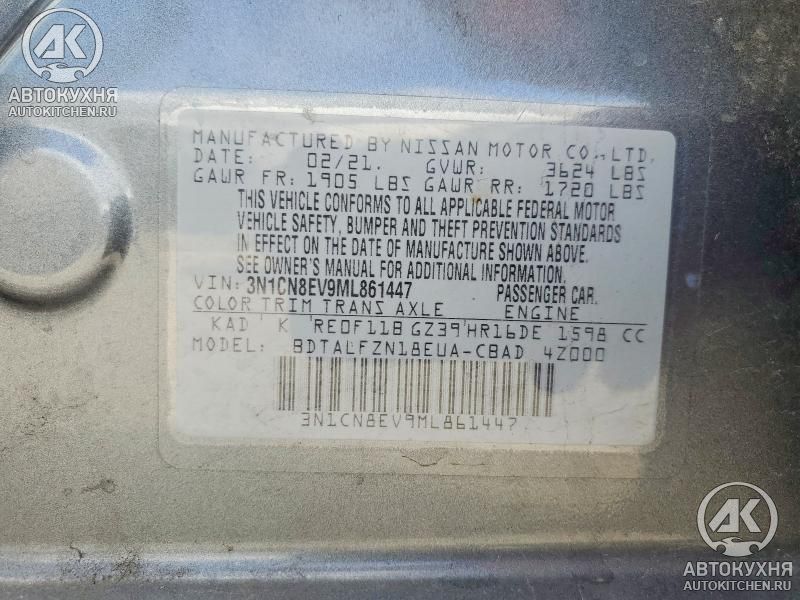 АК
АВТОКУХНЯ
AUTOKITCHEN.RU
MANUFACTURED BY NISSAN MOTOR CO.,LTD.
DATE: 02/21. GVWR: 3624 LBS
GAWR FR: 1905 LBS GAWR RR: 1720 LBS
THIS VEHICLE CONFORMS TO ALL APPLICABLE FEDERAL MOTOR
VEHICLE SAFETY, BUMPER AND THEFT PREVENTION STANDARDS
IN EFFECT ON THE DATE OF MANUFACTURE SHOWN ABOVE.
SEE OWNER'S MANUAL FOR ADDITIONAL INFORMATION.
VIN: 3N1CN8EV9ML861447 PASSENGER CAR.
COLOR TRIM TRANS AXLE ENGINE
KAD K RE0F11B GZ39 HR16DE 1598 CC
MODEL: BDTALFZN18EUA-CBAD 4Z000
3N1CN8EV9ML861447
АК
АВТОКУХНЯ
AUTOKITCHEN.RU